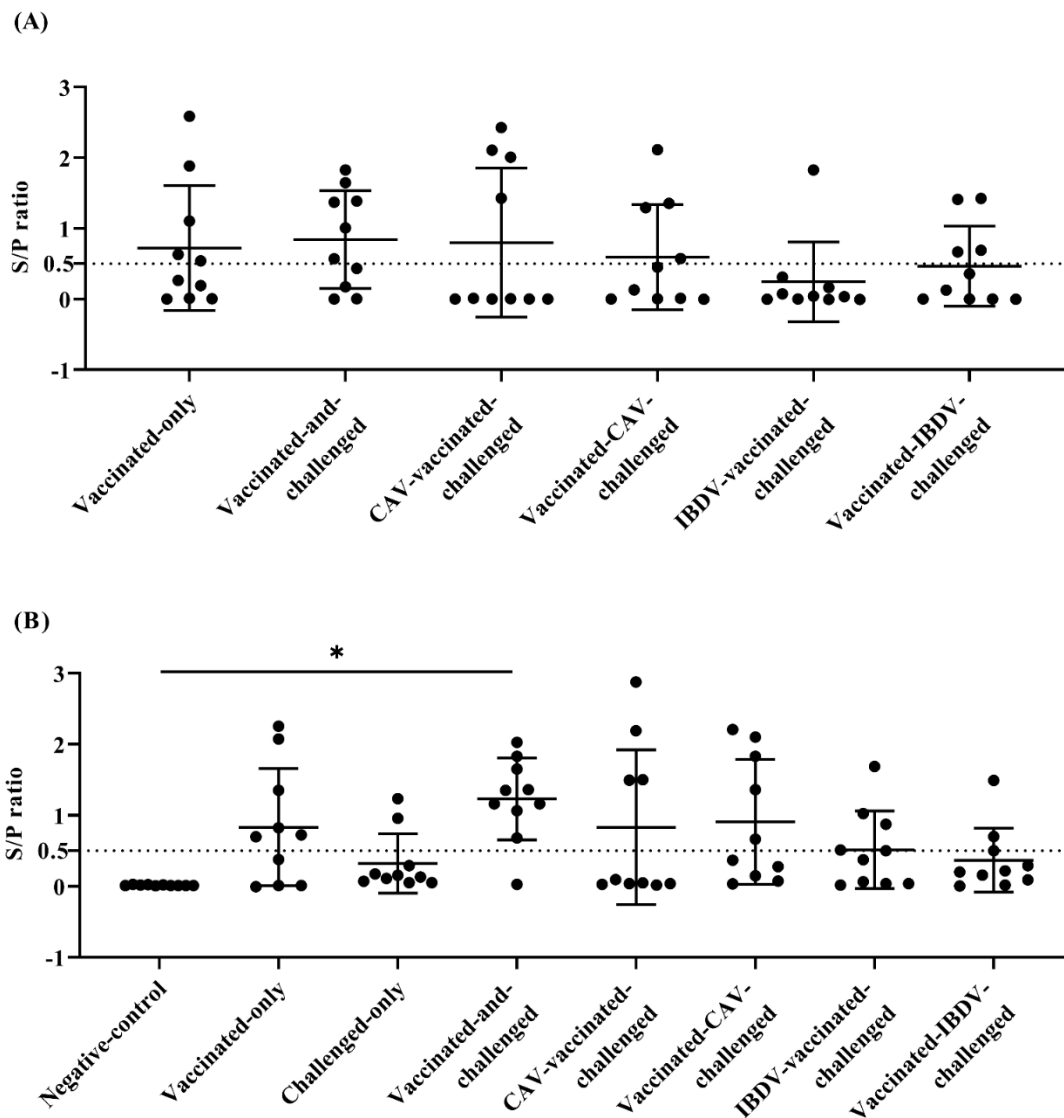 (A)
3
2
1
0.5
0
-1
S/P ratio
Vaccinated-only
Vaccinated-and-
challenged
CAV-vaccinated-
challenged
Vaccinated-CAV-
challenged
IBDV-vaccinated-
challenged
Vaccinated-IBDV-
challenged
(B)
*
3
2
1
0.5
0
-1
S/P ratio
Negative-control
Vaccinated-only
Challenged-only
Vaccinated-and-
challenged
CAV-vaccinated-
challenged
Vaccinated-CAV-
challenged
IBDV-vaccinated-
challenged
Vaccinated-IBDV-
challenged